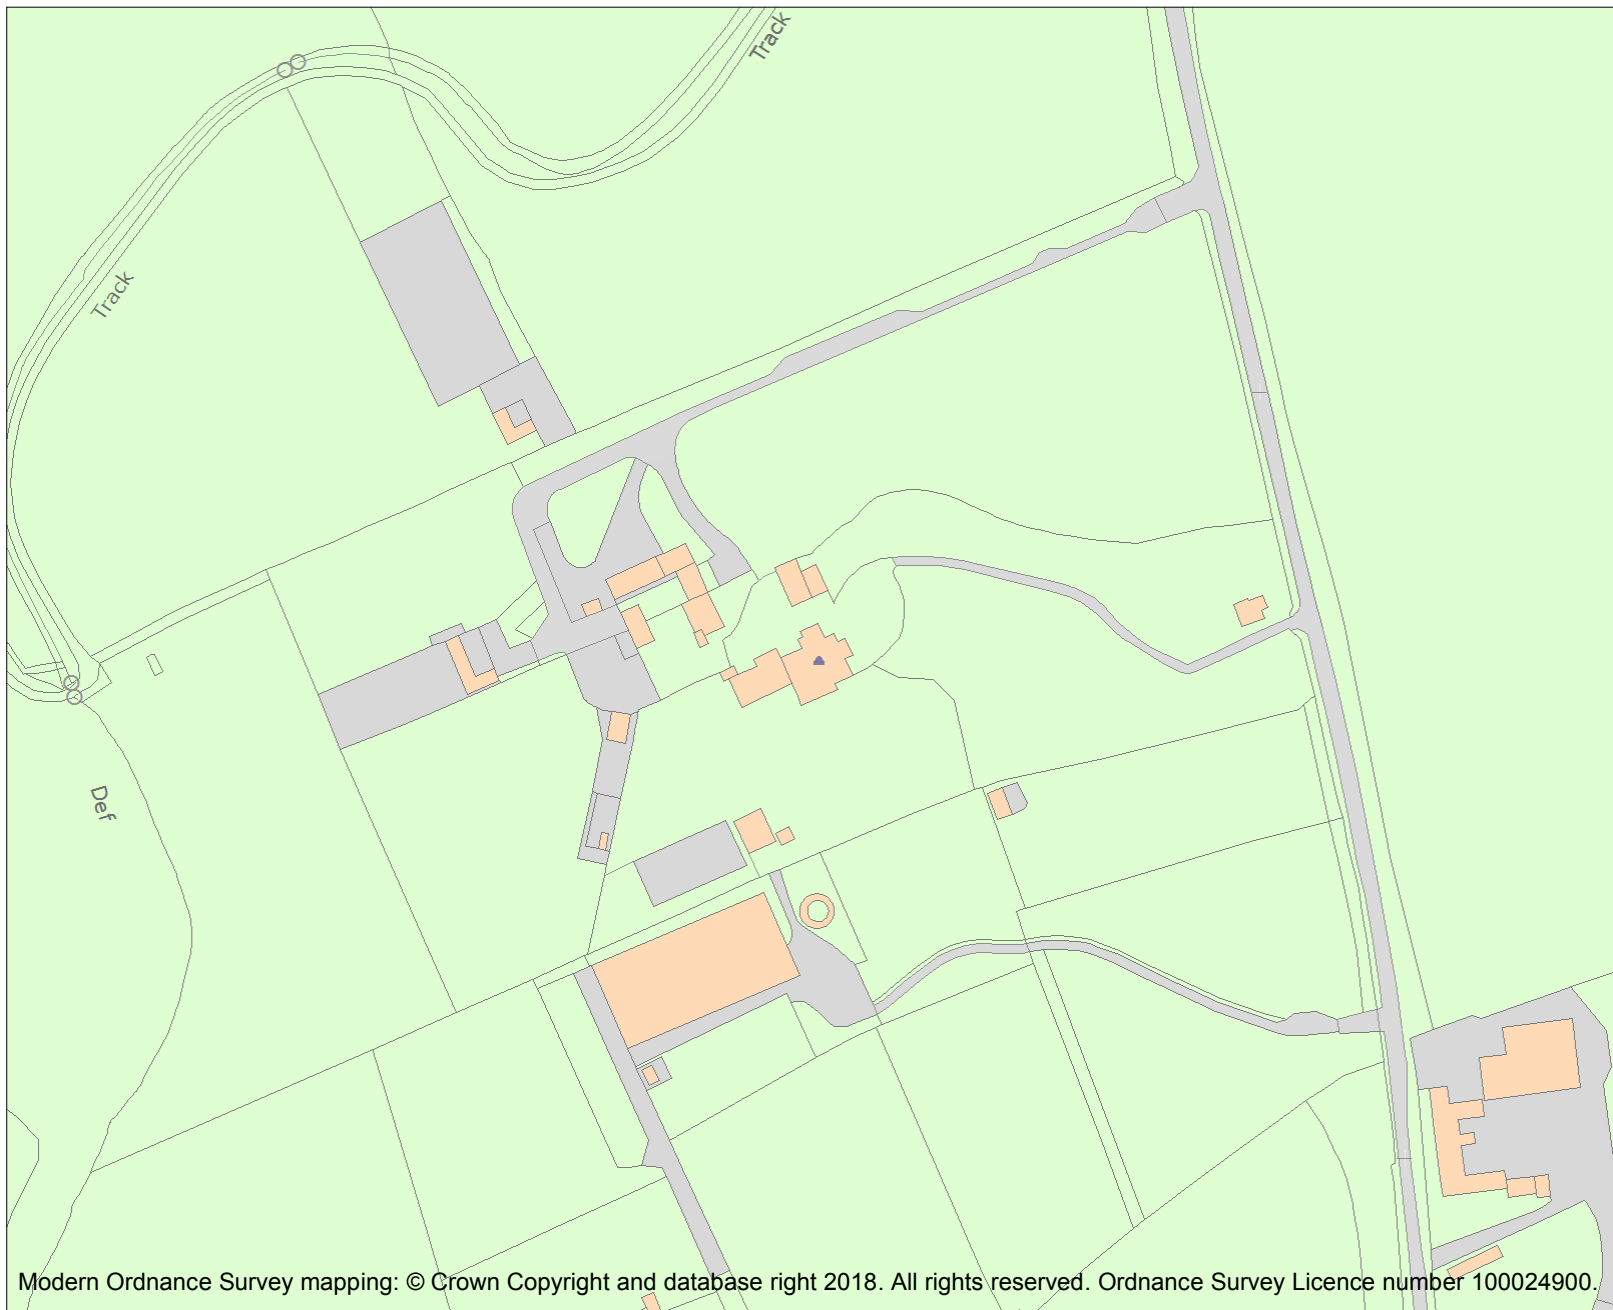 Track
Track
Def
Modern Ordnance Survey mapping: © Crown Copyright and database right 2018. All rights reserved. Ordnance Survey Licence number 100024900.